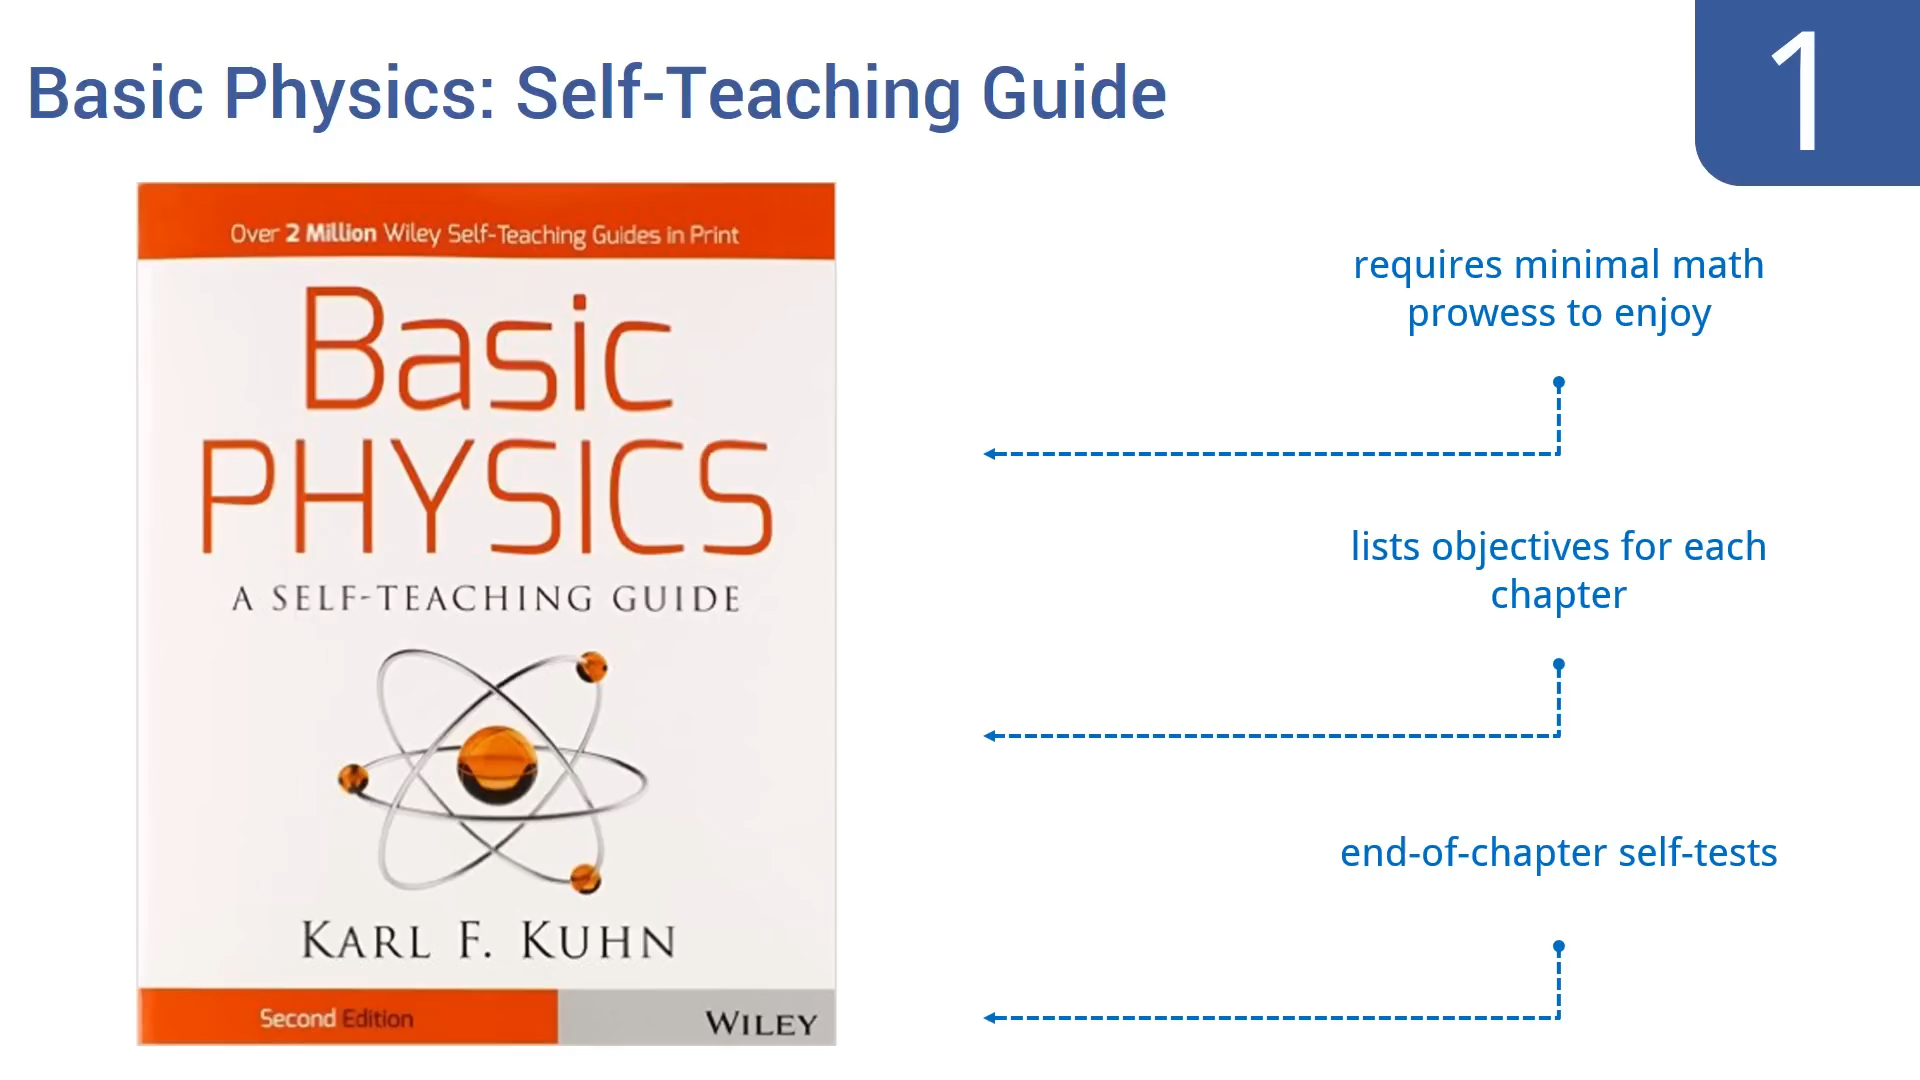 Basic Physics: Self-Teaching Guide
1
Over 2 Million Wiley Self-Teaching Guides in Print
Basic
PHYSICS
A SELF-TEACHING GUIDE
KARL F. KUHN
Second Edition
WILEY
requires minimal math
prowess to enjoy
lists objectives for each
chapter
end-of-chapter self-tests